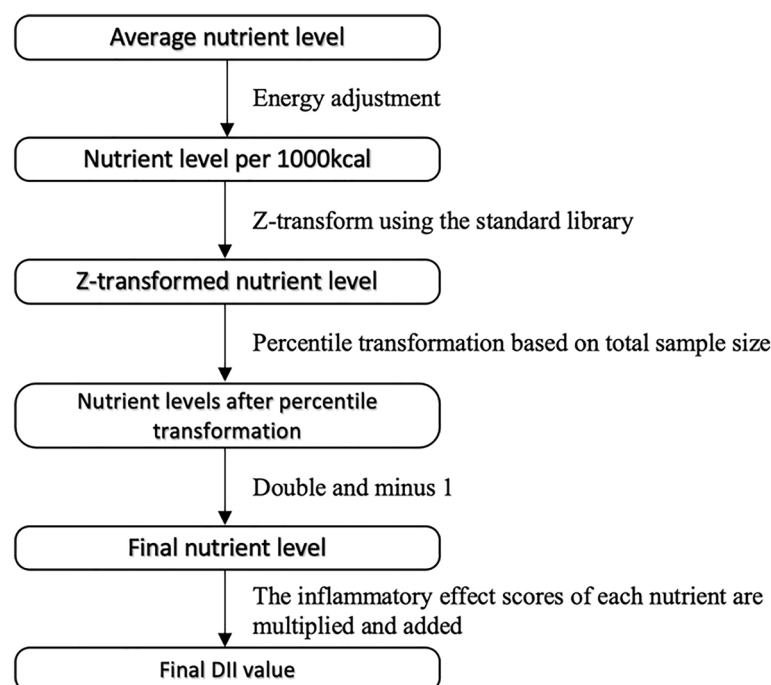 Average nutrient level
Energy adjustment
Nutrient level per 1000kcal
Z-transform using the standard library
Z-transformed nutrient level
Percentile transformation based on total sample size
Nutrient levels after percentile
transformation
Double and minus 1
Final nutrient level
The inflammatory effect scores of each nutrient are
multiplied and added
Final DII value